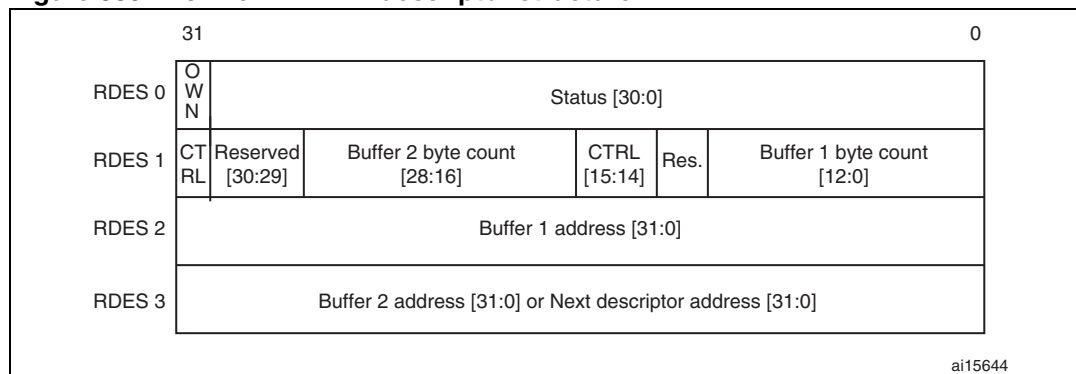 31 0
RDES 0
O
W
N
Status [30:0]
RDES 1
CT
RL
Reserved
[30:29]
Buffer 2 byte count
[28:16]
CTRL
[15:14]
Res.
Buffer 1 byte count
[12:0]
RDES 2
Buffer 1 address [31:0]
RDES 3
Buffer 2 address [31:0] or Next descriptor address [31:0]
ai15644